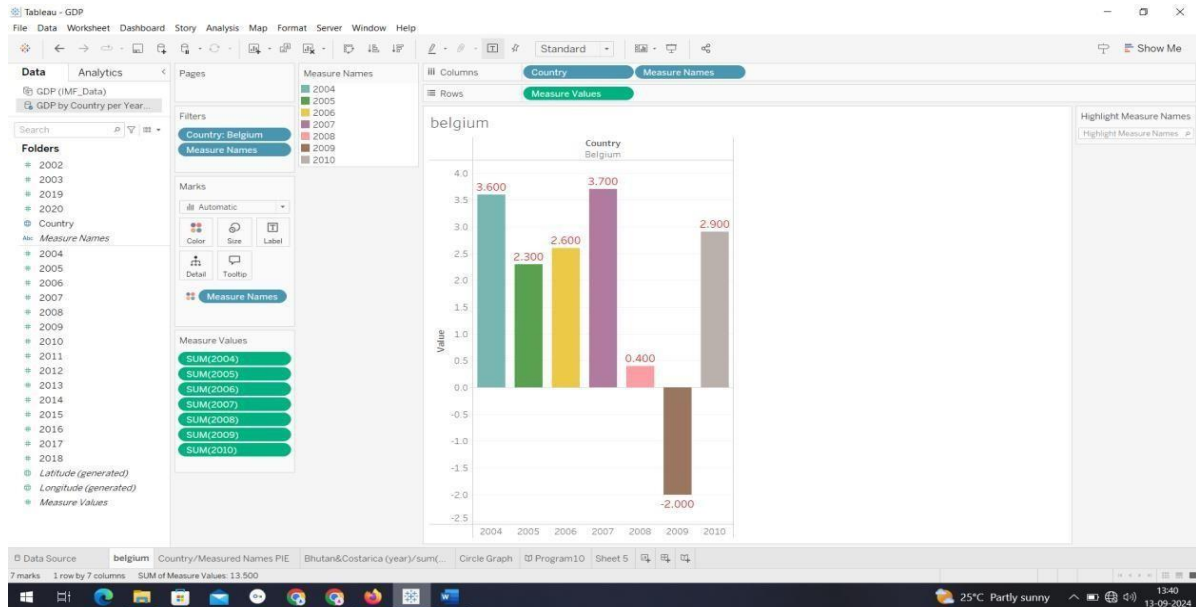 Tableau - GDP
File Data Worksheet Dashboard Story Analysis Map Format Server Window Help
Standard
Show Me
Data Analytics
GDP (IMF_Data)
GDP by Country per Year...
Search
Folders
# 2002
# 2003
# 2019
# 2020
Country
Abc Measure Names
# 2004
# 2005
# 2006
# 2007
# 2008
# 2009
# 2010
# 2011
# 2012
# 2013
# 2014
# 2015
# 2016
# 2017
# 2018
Latitude (generated)
Longitude (generated)
# Measure Values
Pages
Filters
Country: Belgium
Measure Names
Marks
Automatic
Color Size Label
Detail Tooltip
Measure Names
Measure Values
SUM(2004)
SUM(2005)
SUM(2006)
SUM(2007)
SUM(2008)
SUM(2009)
SUM(2010)
Measure Names
2004
2005
2006
2007
2008
2009
2010
Columns Country Measure Names
Rows Measure Values
belgium
Country
Belgium
Value
4.0
3.5
3.0
2.5
2.0
1.5
1.0
0.5
0.0
-0.5
-1.0
-1.5
-2.0
-2.5
3.600
2.300
2.600
3.700
0.400
-2.000
2.900
2004 2005 2006 2007 2008 2009 2010
Highlight Measure Names
Highlight Measure Names
Data Source belgium Country/Measured Names PIE Bhutan&Costarica (year)/sum(... Circle Graph Program10 Sheet 5
7 marks 1 row by 7 columns SUM of Measure Values: 13.500
25°C Partly sunny
13:40
13-09-2024